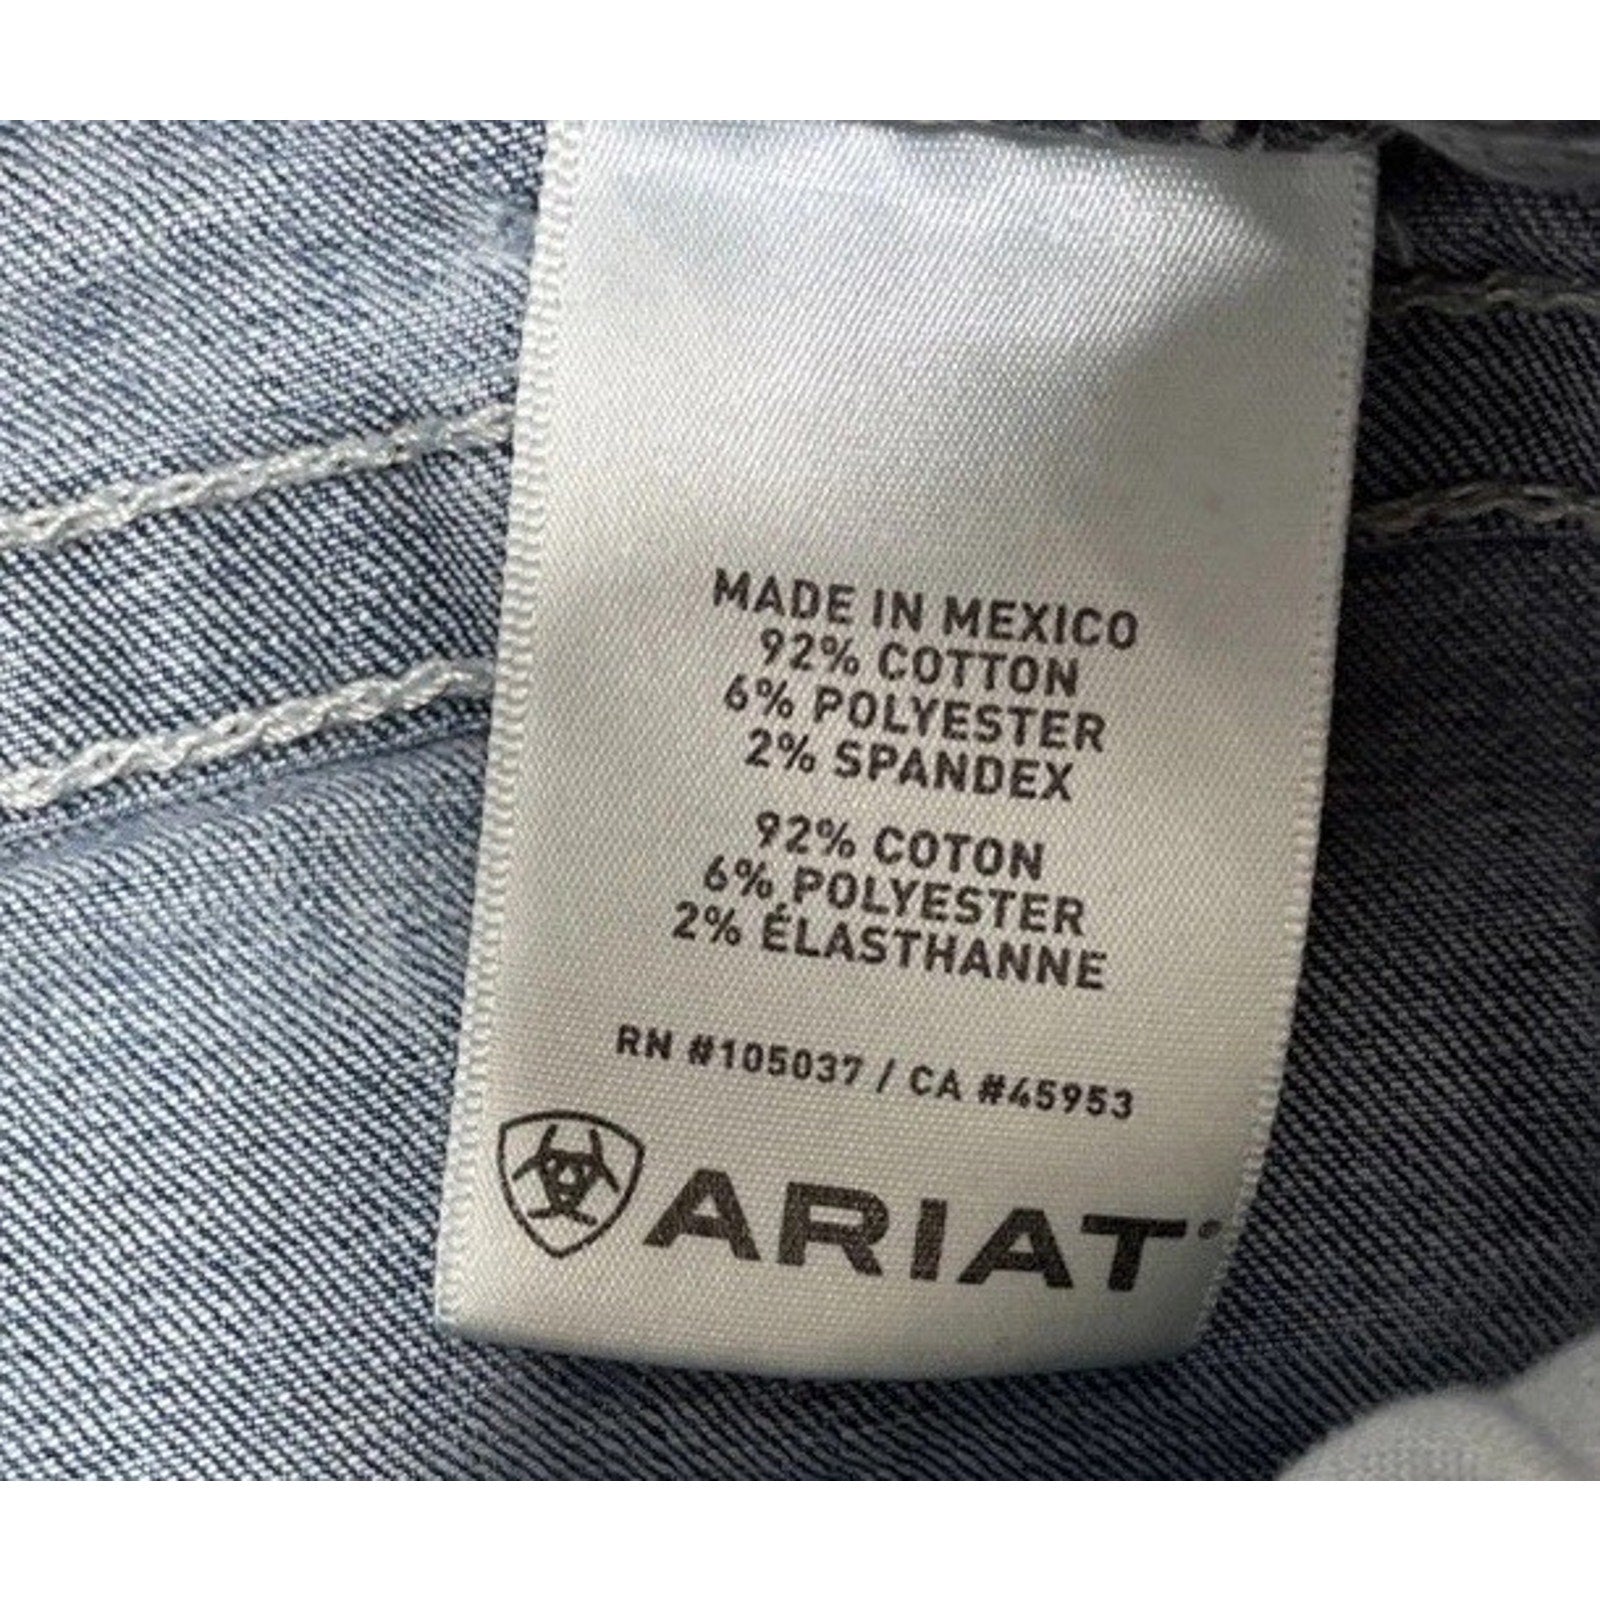 MADE IN MEXICO
92% COTTON
6% POLYESTER
2% SPANDEX
92% COTON
6% POLYESTER
2% ÉLASTHANNE
RN #105037 / CA #45953
ARIAT